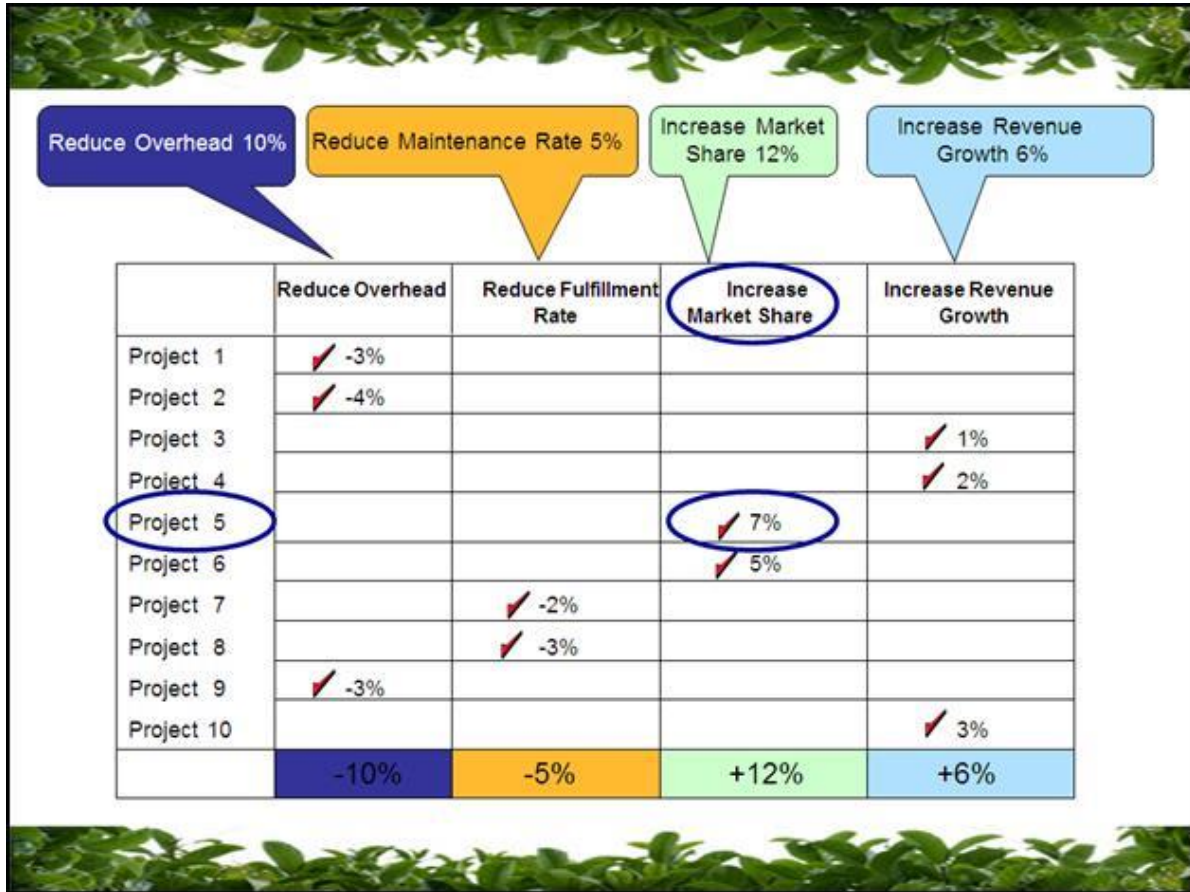 Reduce Overhead 10%
Reduce Maintenance Rate 5%
Increase Market
Share 12%
Increase Revenue
Growth 6%
Reduce Overhead
Reduce Fulfillment
Rate
Increase
Market Share
Increase Revenue
Growth
Project 1 -3%
Project 2 -4%
Project 3 1%
Project 4 2%
Project 5 7%
Project 6 5%
Project 7 -2%
Project 8 -3%
Project 9 -3%
Project 10 3%
-10% -5% +12% +6%